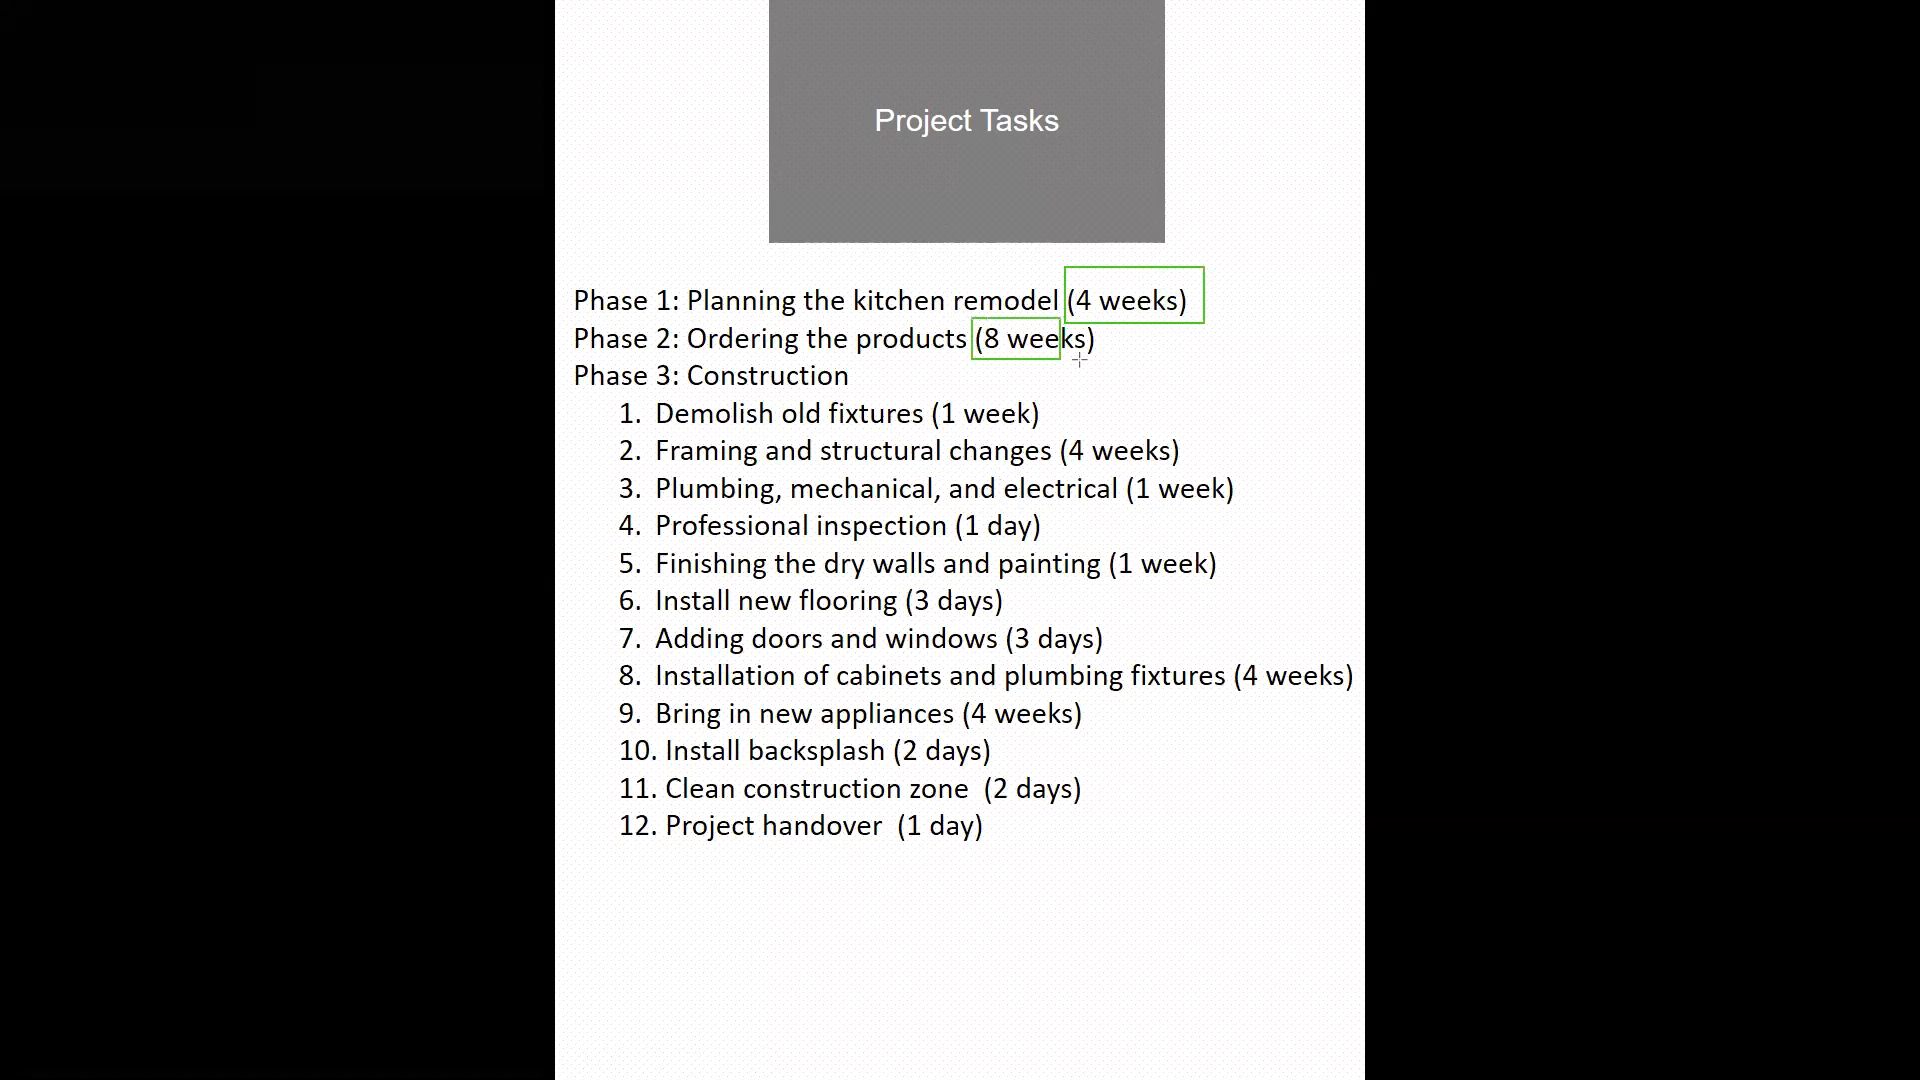 Project Tasks
Phase 1: Planning the kitchen remodel (4 weeks)
Phase 2: Ordering the products (8 weeks)
Phase 3: Construction
1. Demolish old fixtures (1 week)
2. Framing and structural changes (4 weeks)
3. Plumbing, mechanical, and electrical (1 week)
4. Professional inspection (1 day)
5. Finishing the dry walls and painting (1 week)
6. Install new flooring (3 days)
7. Adding doors and windows (3 days)
8. Installation of cabinets and plumbing fixtures (4 weeks)
9. Bring in new appliances (4 weeks)
10. Install backsplash (2 days)
11. Clean construction zone (2 days)
12. Project handover (1 day)